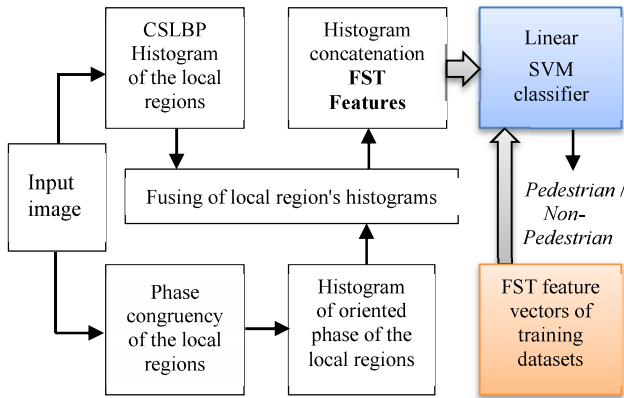 CSLBP
Histogram
of the local
regions
Histogram
concatenation
FST
Features
Linear
SVM
classifier
Input
image
Fusing of local region's histograms
Pedestrian /
Non-
Pedestrian
Phase
congruency
of the local
regions
Histogram
of oriented
phase of the
local regions
FST feature
vectors of
training
datasets